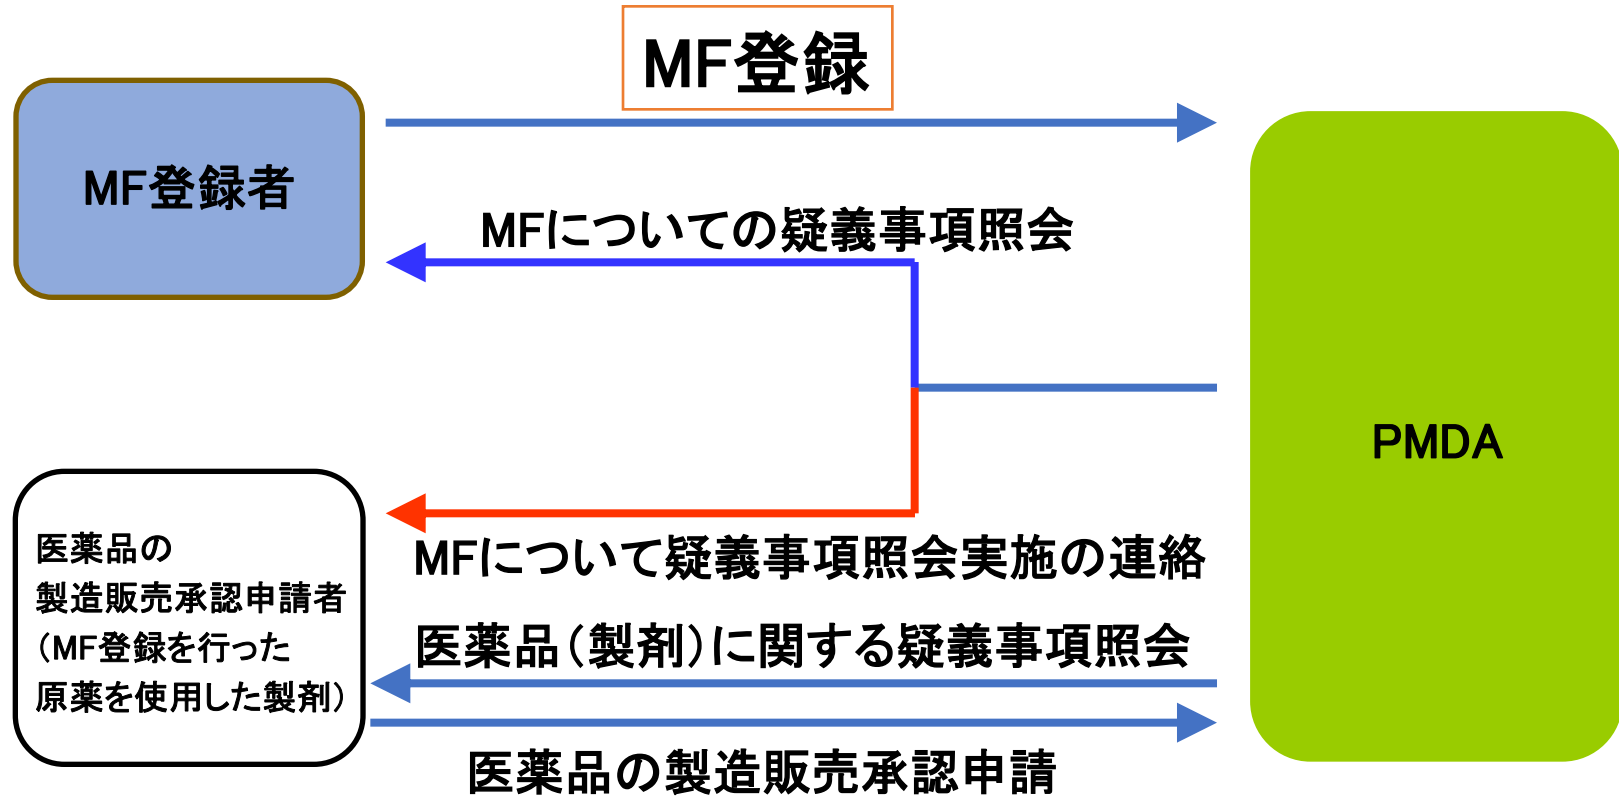 MF登録
MF登録者
MFについての疑義事項照会
PMDA
医薬品の
製造販売承認申請者
（MF登録を行った
原薬を使用した製剤）
MFについて疑義事項照会実施の連絡
医薬品（製剤）に関する疑義事項照会
医薬品の製造販売承認申請